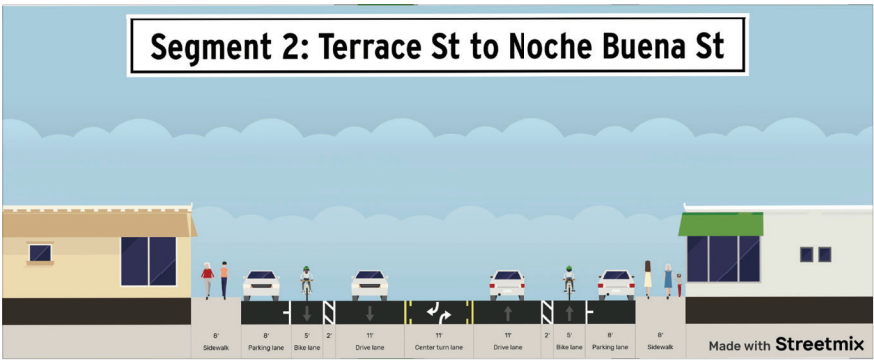 Segment 2: Terrace St to Noche Buena St
8' 8' 5' 2' 11' 11' 11' 2' 5' 8' 8'
Sidewalk Parking lane Bike lane Drive lane Center turn lane Drive lane Bike lane Parking lane Sidewalk
Made with Streetmix